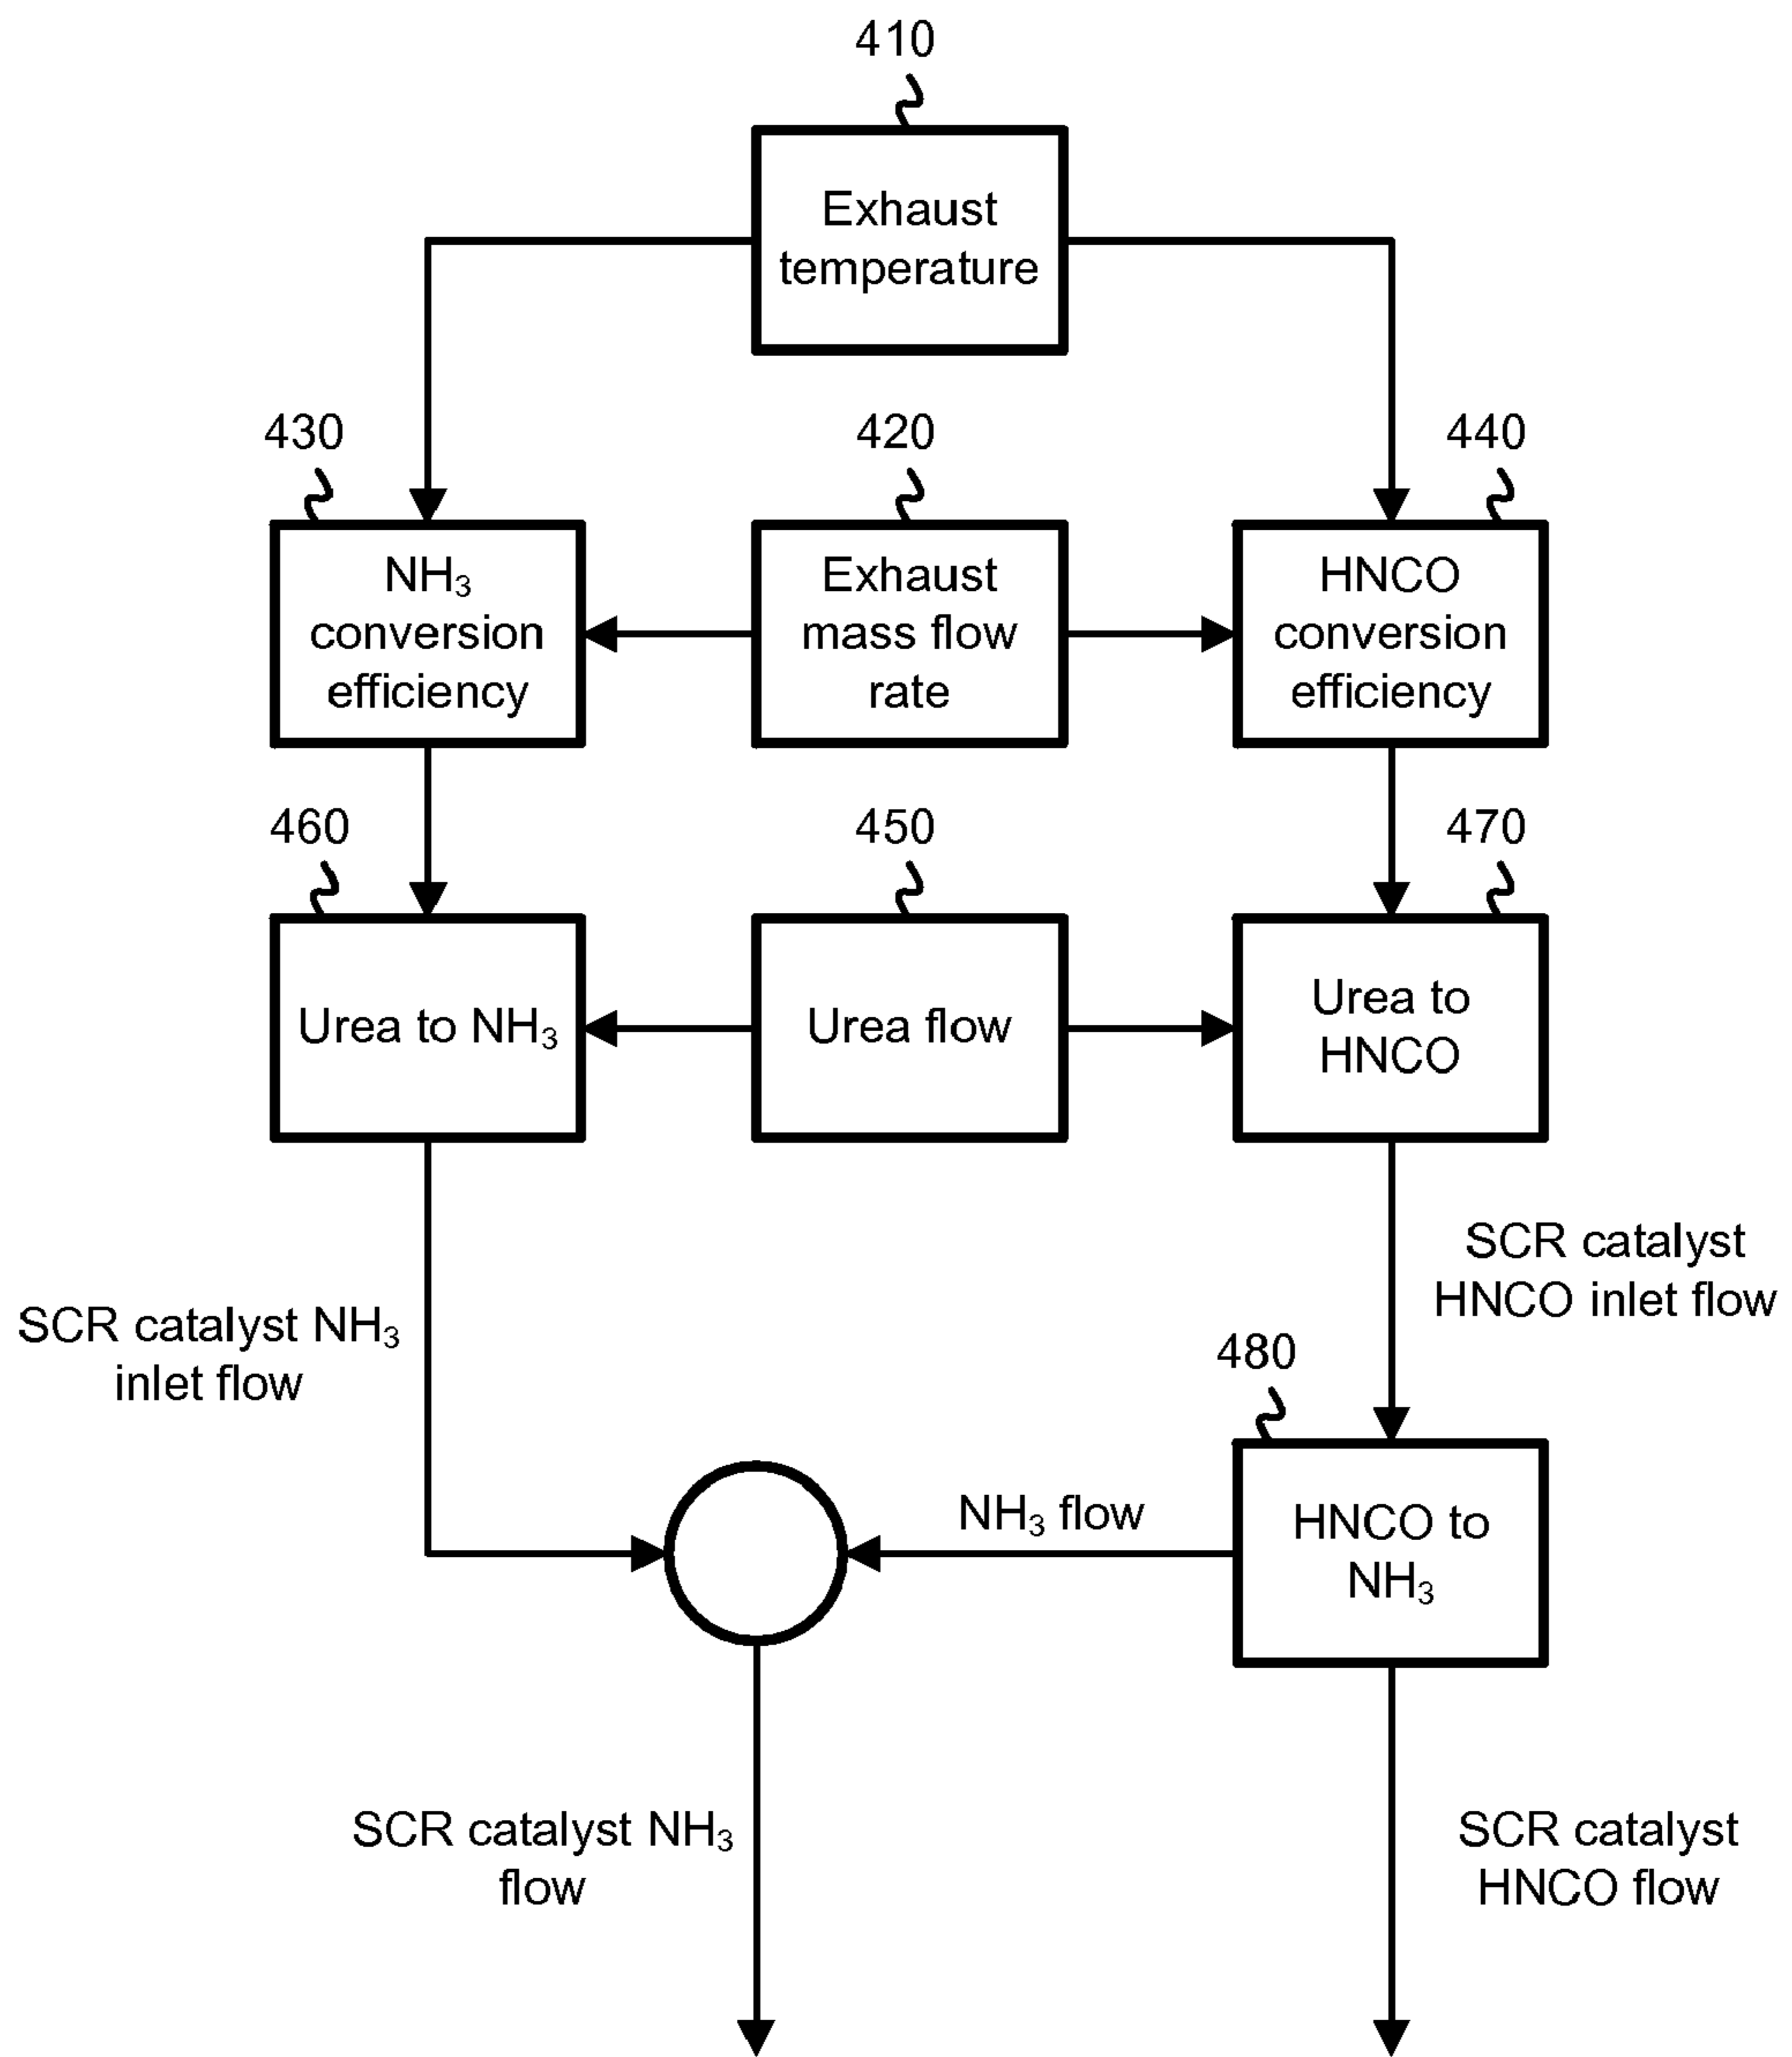 410
Exhaust
temperature
430
420
440
NH₃
conversion
efficiency
Exhaust
mass flow
rate
HNCO
conversion
efficiency
460
450
470
Urea to NH₃
Urea flow
Urea to
HNCO
SCR catalyst
HNCO inlet flow
SCR catalyst NH₃
inlet flow
480
NH₃ flow
HNCO to
NH₃
SCR catalyst NH₃
flow
SCR catalyst
HNCO flow